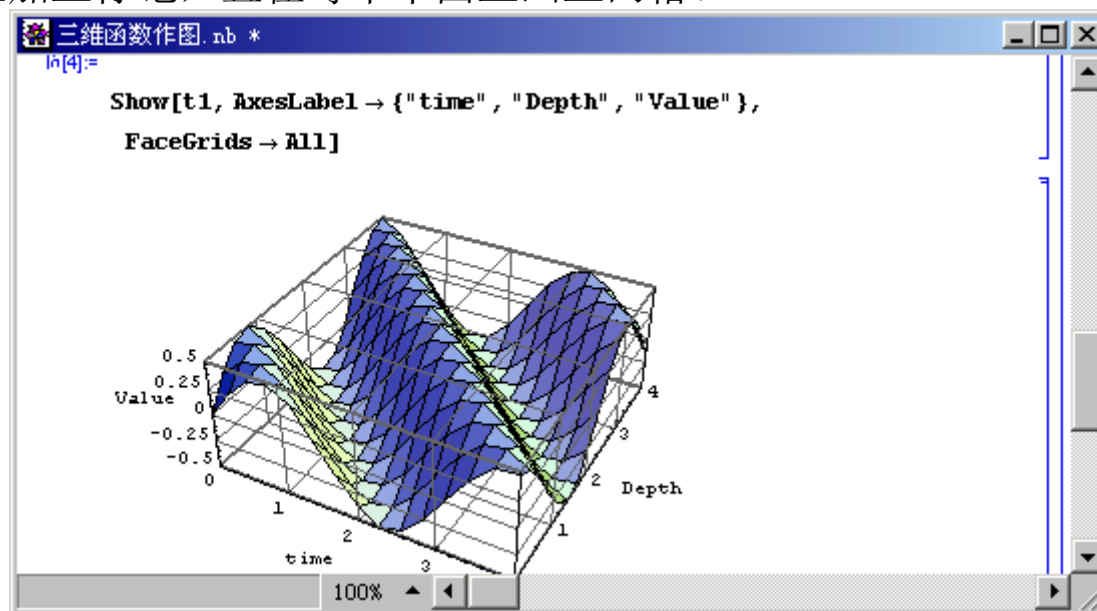 三維函数作图.nb *
In[4]:=
Show[t1, AxesLabel → {"time", "Depth", "Value"},
FaceGrids → All]
0.5
0.25
Value 0
-0.25
-0.5
0
1
2
3
time
1
2
3
4
Depth
100%